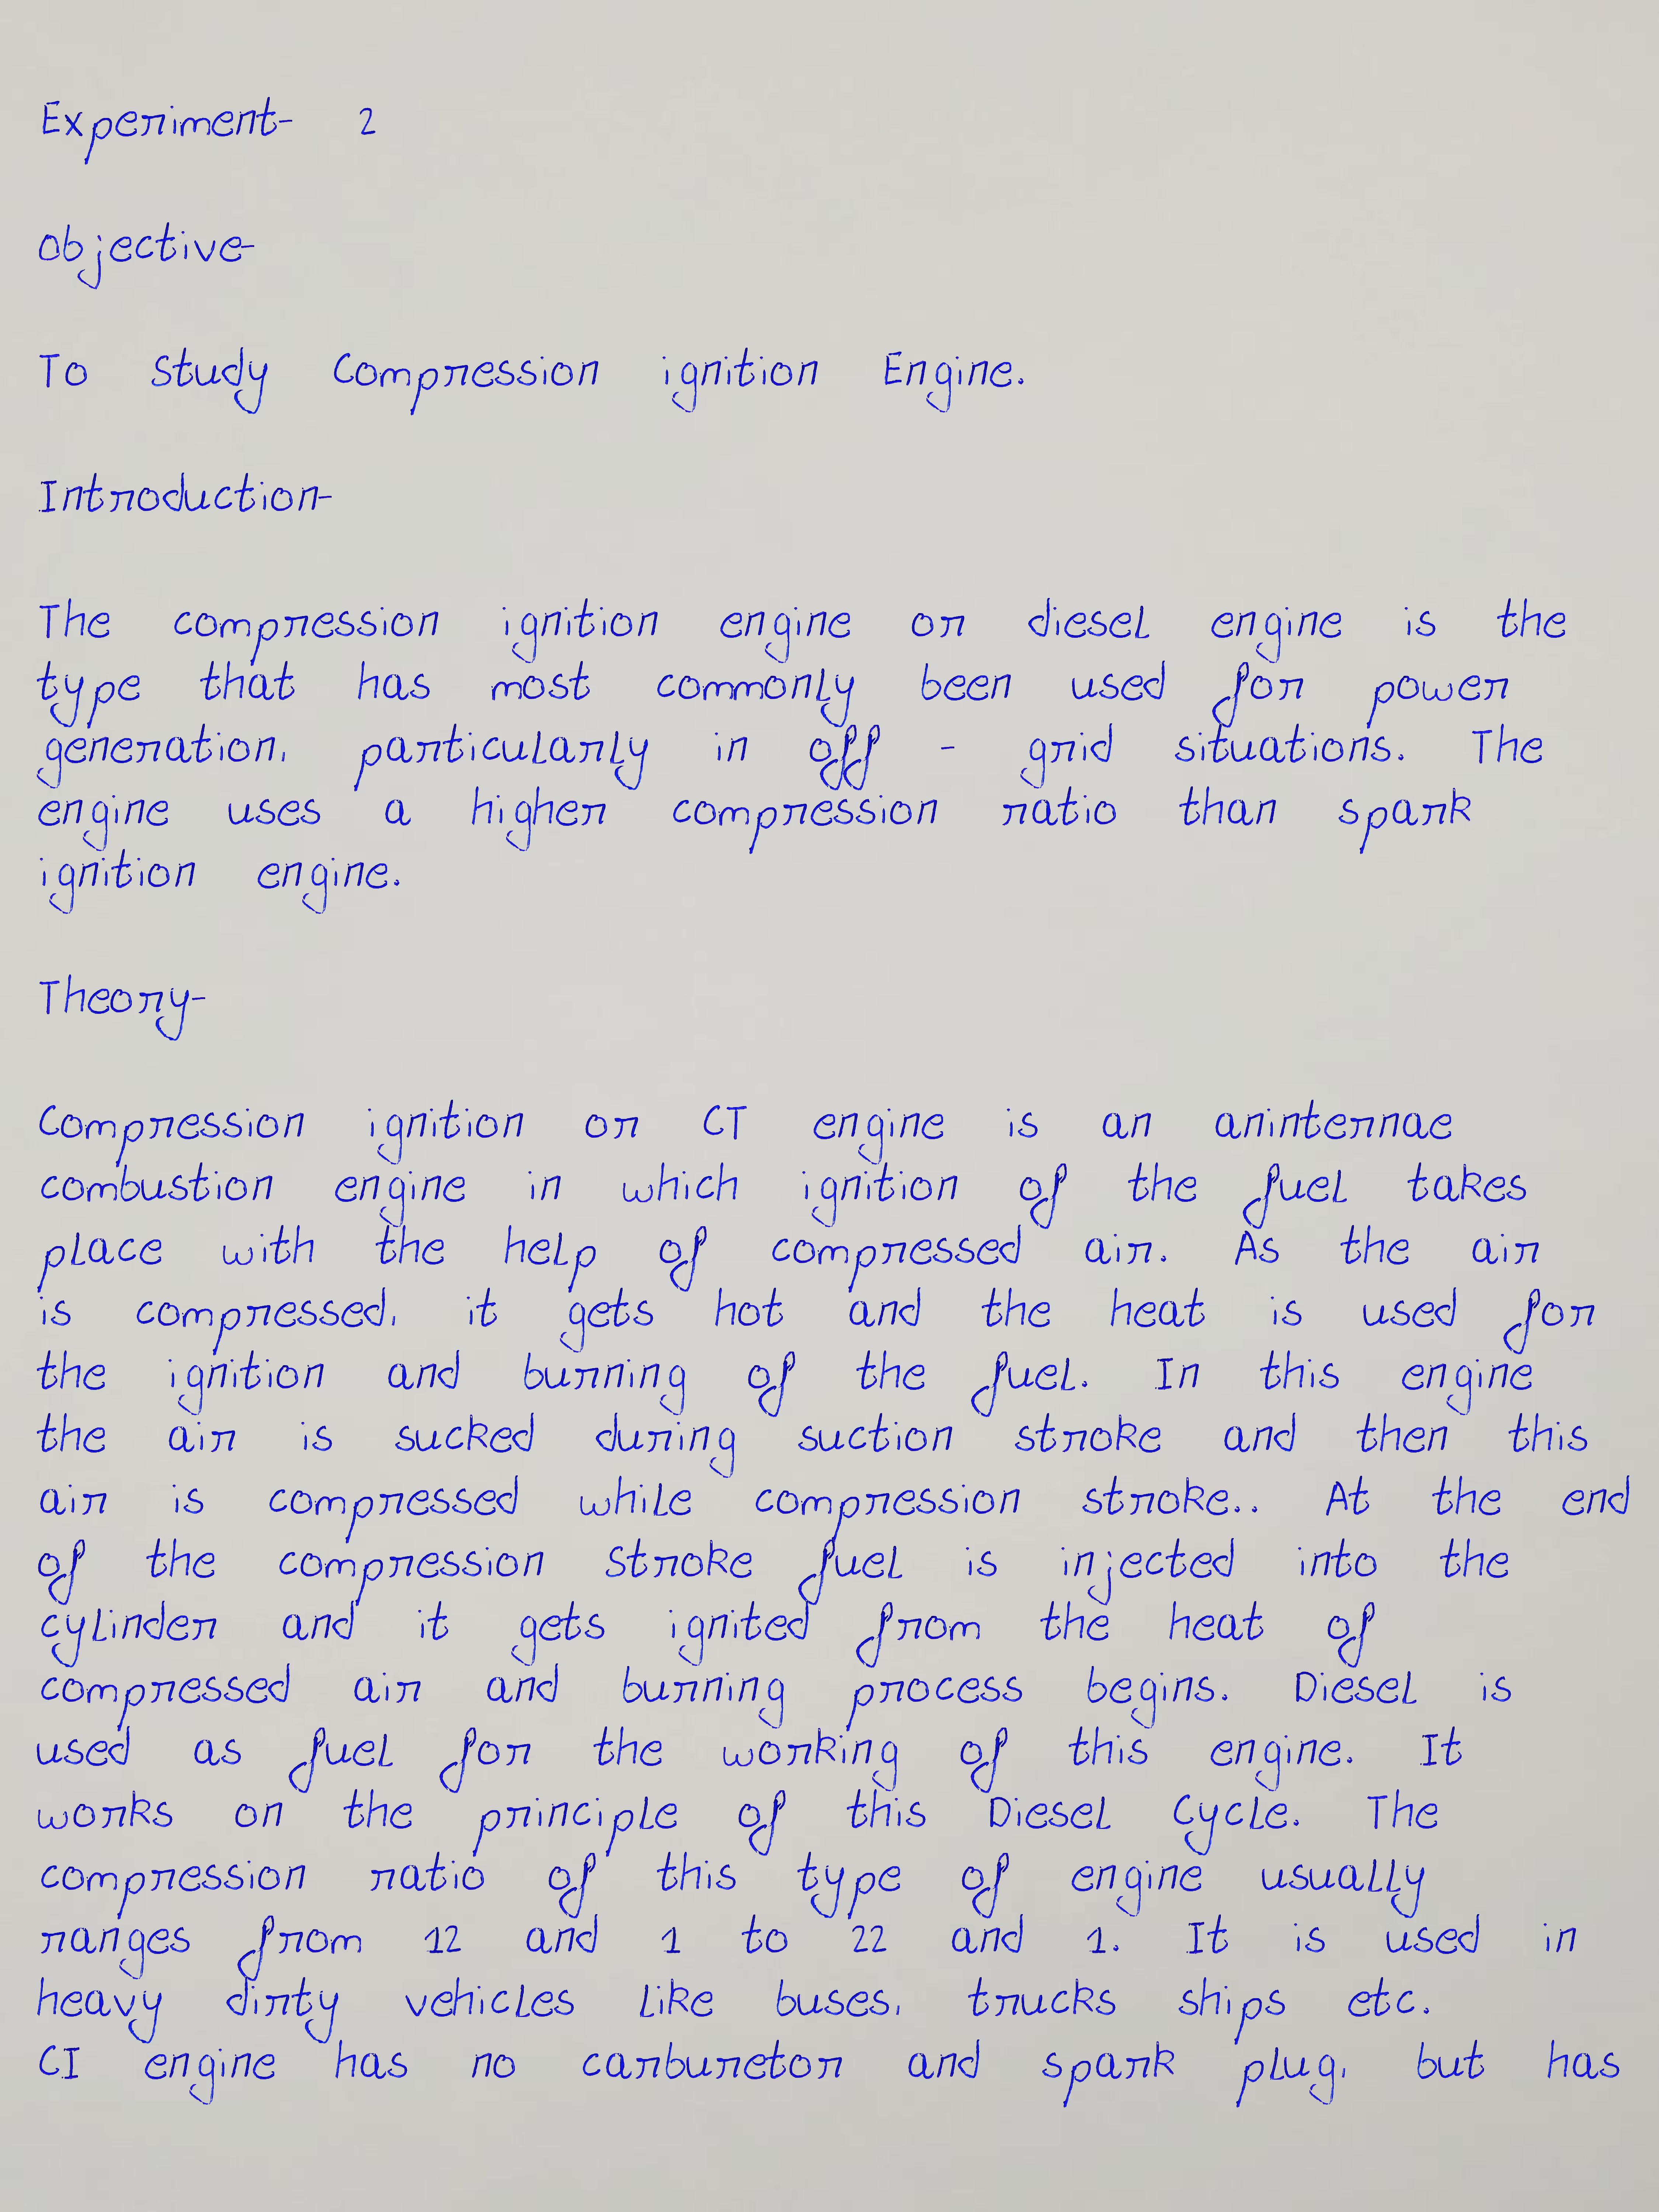 Experiment- 2
Objective-
To Study Compression ignition Engine.
Introduction-
The compression ignition engine or diesel engine is the
type that has most commonly been used for power
generation, particularly in off - grid situations. The
engine uses a higher compression ratio than spark
ignition engine.
Theory-
Compression ignition or CT engine is an aninternae
combustion engine in which ignition of the fuel takes
place with the help of compressed air. As the air
is compressed, it gets hot and the heat is used for
the ignition and burning of the fuel. In this engine
the air is sucked during suction stroke and then this
air is compressed while compression stroke.. At the end
of the compression Stroke fuel is injected into the
cylinder and it gets ignited from the heat of
compressed air and burning process begins. Diesel is
used as fuel for the working of this engine. It
works on the principle of this Diesel Cycle. The
compression ratio of this type of engine usually
ranges from 12 and 1 to 22 and 1. It is used in
heavy dirty vehicles like buses, trucks ships etc.
CI engine has no carburetor and spark plug, but has